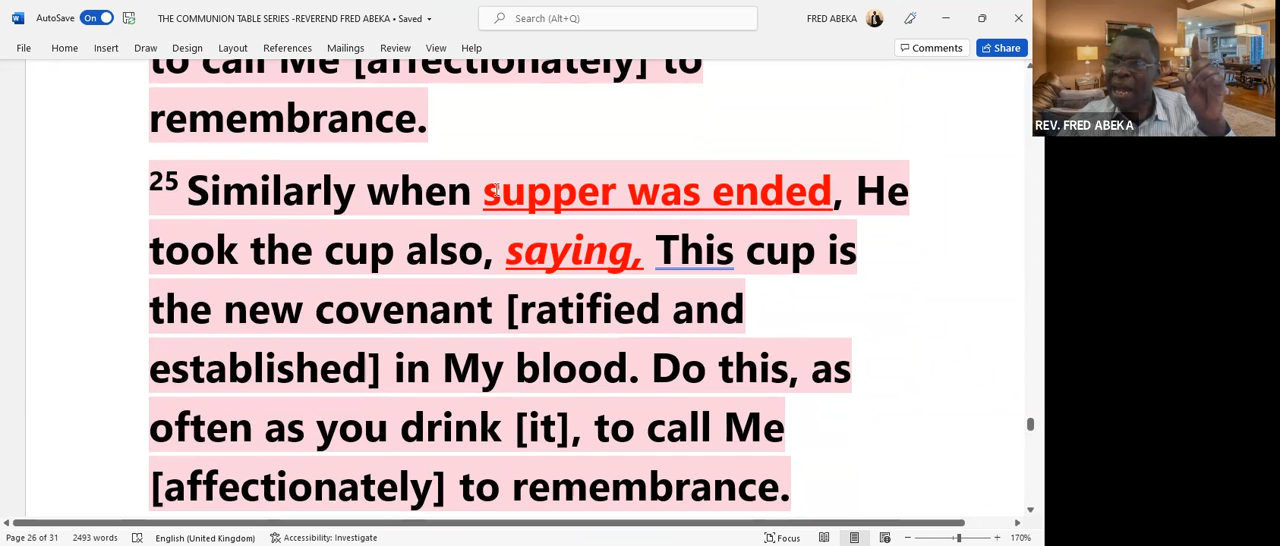 AutoSave On THE COMMUNION TABLE SERIES -REVEREND FRED ABEKA • Saved Search (Alt+Q) FRED ABEKA
File Home Insert Draw Design Layout References Mailings Review View Help Comments Share
REV. FRED ABEKA
to call Me [affectionately] to
remembrance.
25 Similarly when supper was ended, He
took the cup also, saying, This cup is
the new covenant [ratified and
established] in My blood. Do this, as
often as you drink [it], to call Me
[affectionately] to remembrance.
Page 26 of 31 2493 words English (United Kingdom) Accessibility: Investigate Focus 170%